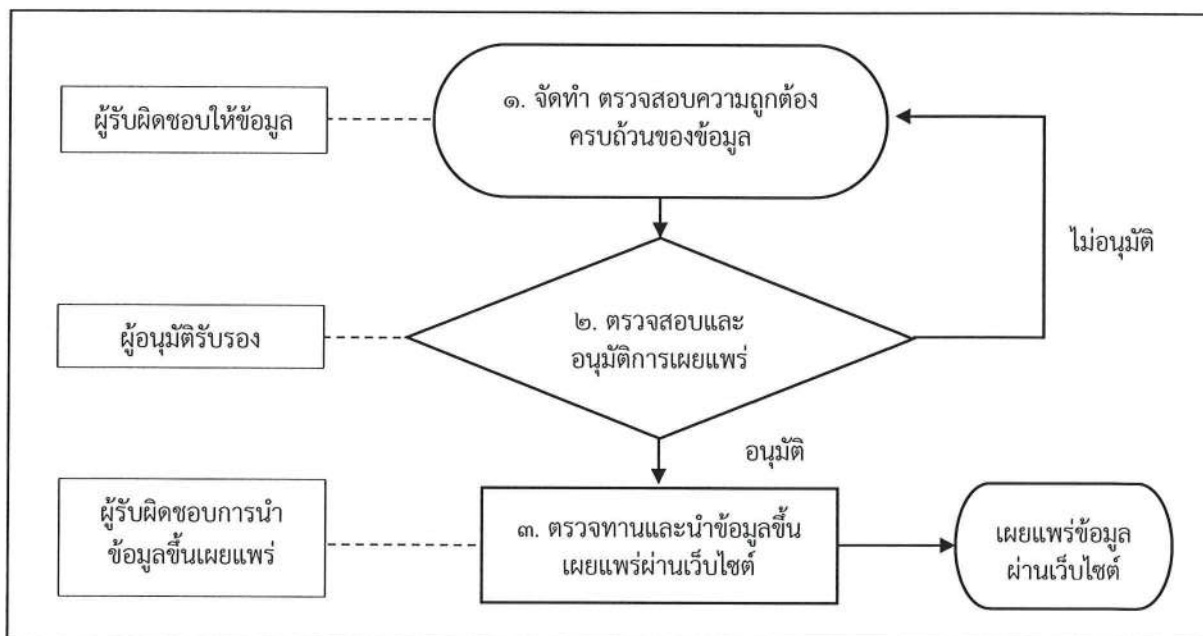 ผู้รับผิดชอบให้ข้อมูล
๑. จัดทำ ตรวจสอบความถูกต้อง
ครบถ้วนของข้อมูล
ไม่อนุมัติ
ผู้อนุมัติรับรอง
๒. ตรวจสอบและ
อนุมัติการเผยแพร่
อนุมัติ
ผู้รับผิดชอบการนำ
ข้อมูลขึ้นเผยแพร่
๓. ตรวจทานและนำข้อมูลขึ้น
เผยแพร่ผ่านเว็บไซต์
เผยแพร่ข้อมูล
ผ่านเว็บไซต์